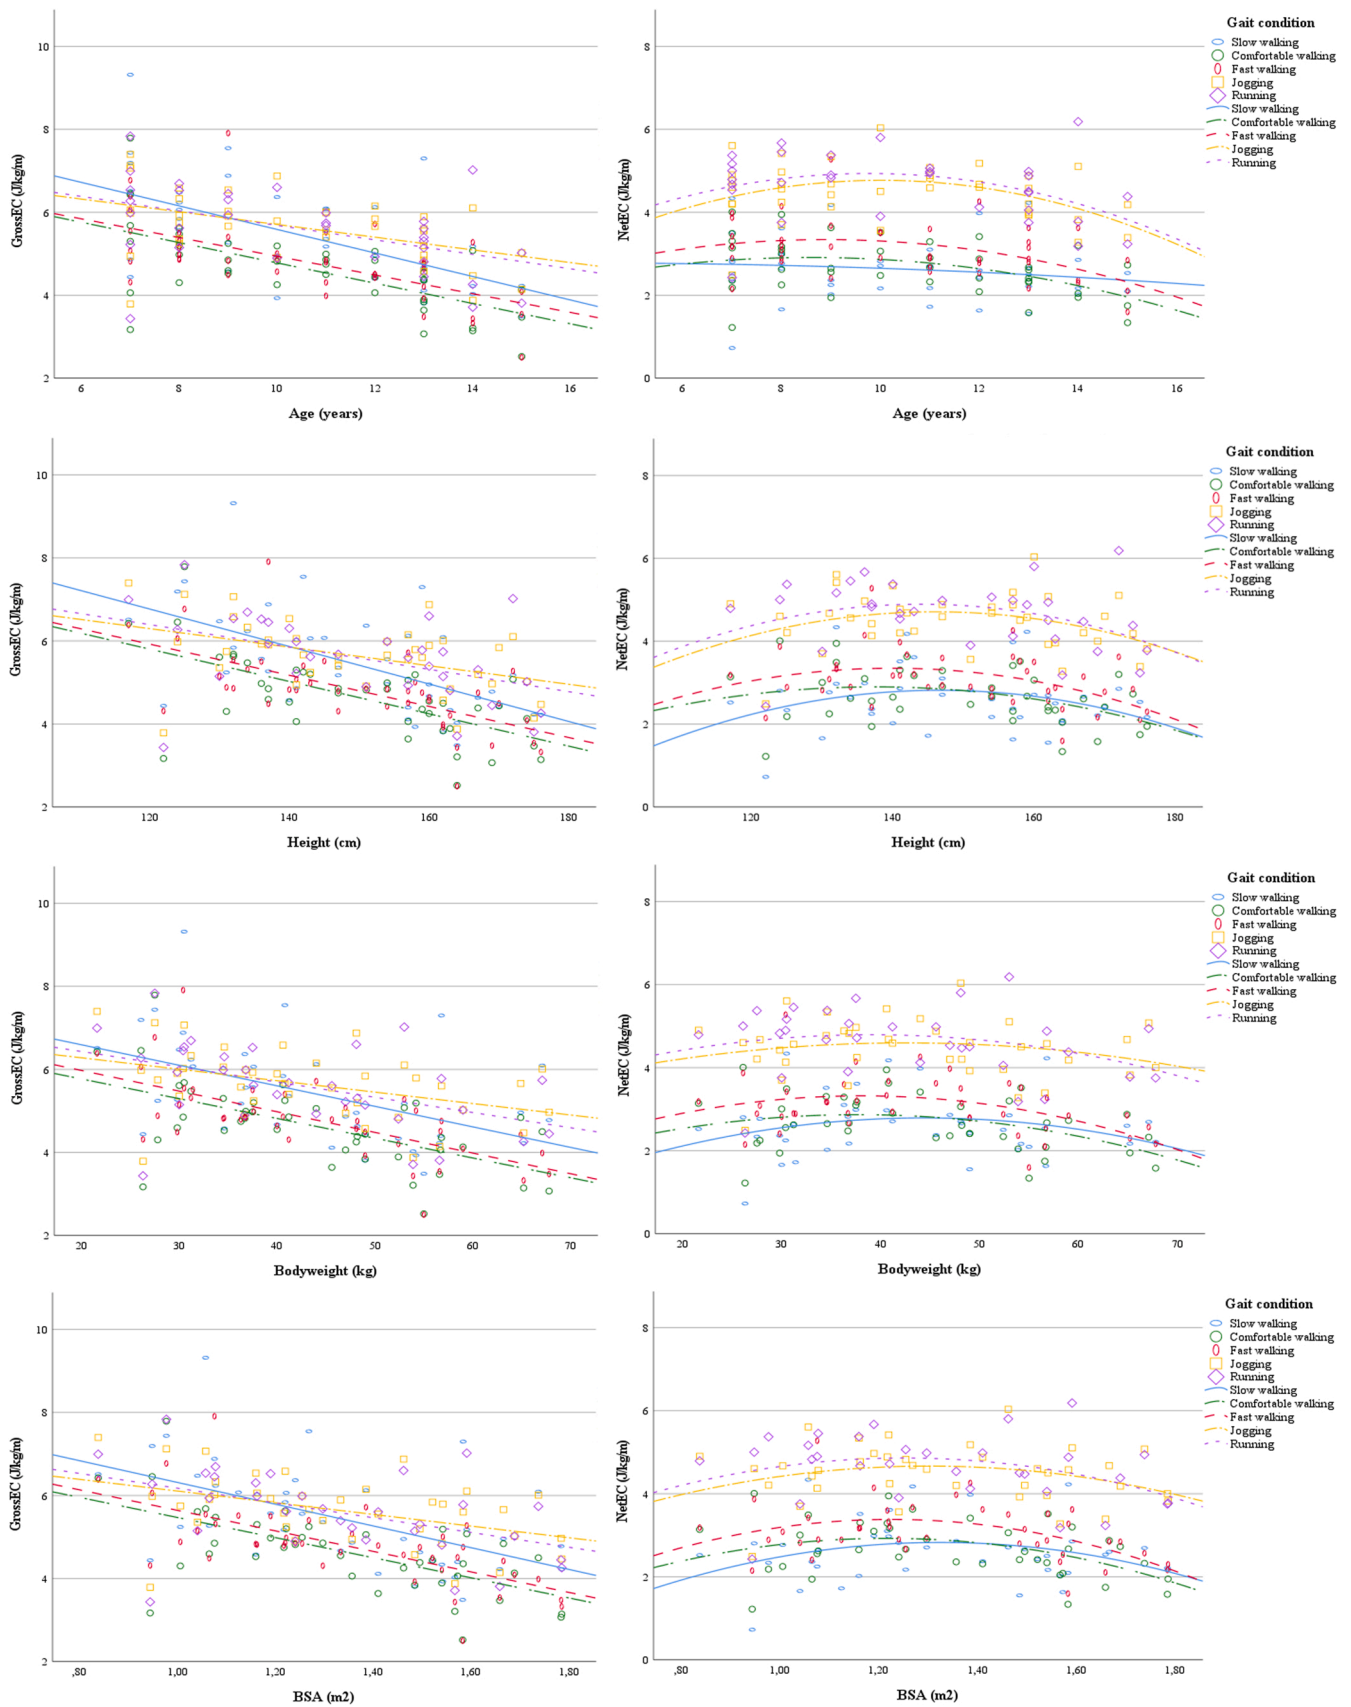 GrossEC (J/kg/m)
10
8
6
4
2
6 8 10 12 14 16
Age (years)
NetEC (J/kg/m)
8
6
4
2
0
6 8 10 12 14 16
Age (years)
Gait condition
Slow walking
Comfortable walking
Fast walking
Jogging
Running
Slow walking
Comfortable walking
Fast walking
Jogging
Running
GrossEC (J/kg/m)
10
8
6
4
2
120 140 160 180
Height (cm)
NetEC (J/kg/m)
8
6
4
2
0
120 140 160 180
Height (cm)
Gait condition
Slow walking
Comfortable walking
Fast walking
Jogging
Running
Slow walking
Comfortable walking
Fast walking
Jogging
Running
GrossEC (J/kg/m)
10
8
6
4
2
20 30 40 50 60 70
Bodyweight (kg)
NetEC (J/kg/m)
8
6
4
2
0
20 30 40 50 60 70
Bodyweight (kg)
Gait condition
Slow walking
Comfortable walking
Fast walking
Jogging
Running
Slow walking
Comfortable walking
Fast walking
Jogging
Running
GrossEC (J/kg/m)
10
8
6
4
2
,80 1,00 1,20 1,40 1,60 1,80
BSA (m2)
NetEC (J/kg/m)
8
6
4
2
0
,80 1,00 1,20 1,40 1,60 1,80
BSA (m2)
Gait condition
Slow walking
Comfortable walking
Fast walking
Jogging
Running
Slow walking
Comfortable walking
Fast walking
Jogging
Running